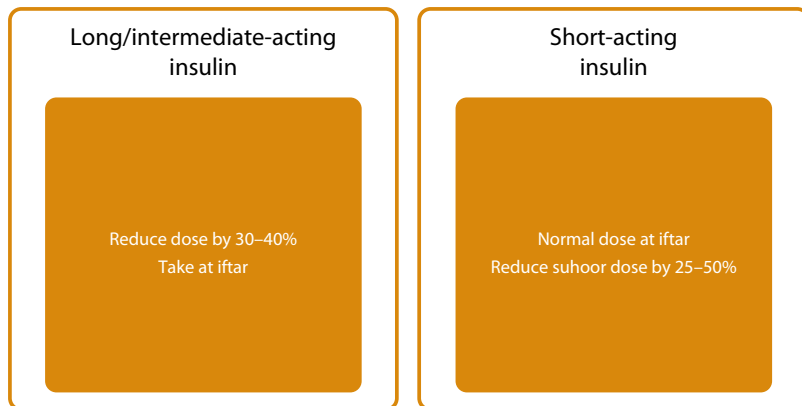 Long/intermediate-acting
insulin
Reduce dose by 30–40%
Take at iftar
Short-acting
insulin
Normal dose at iftar
Reduce suhoor dose by 25–50%